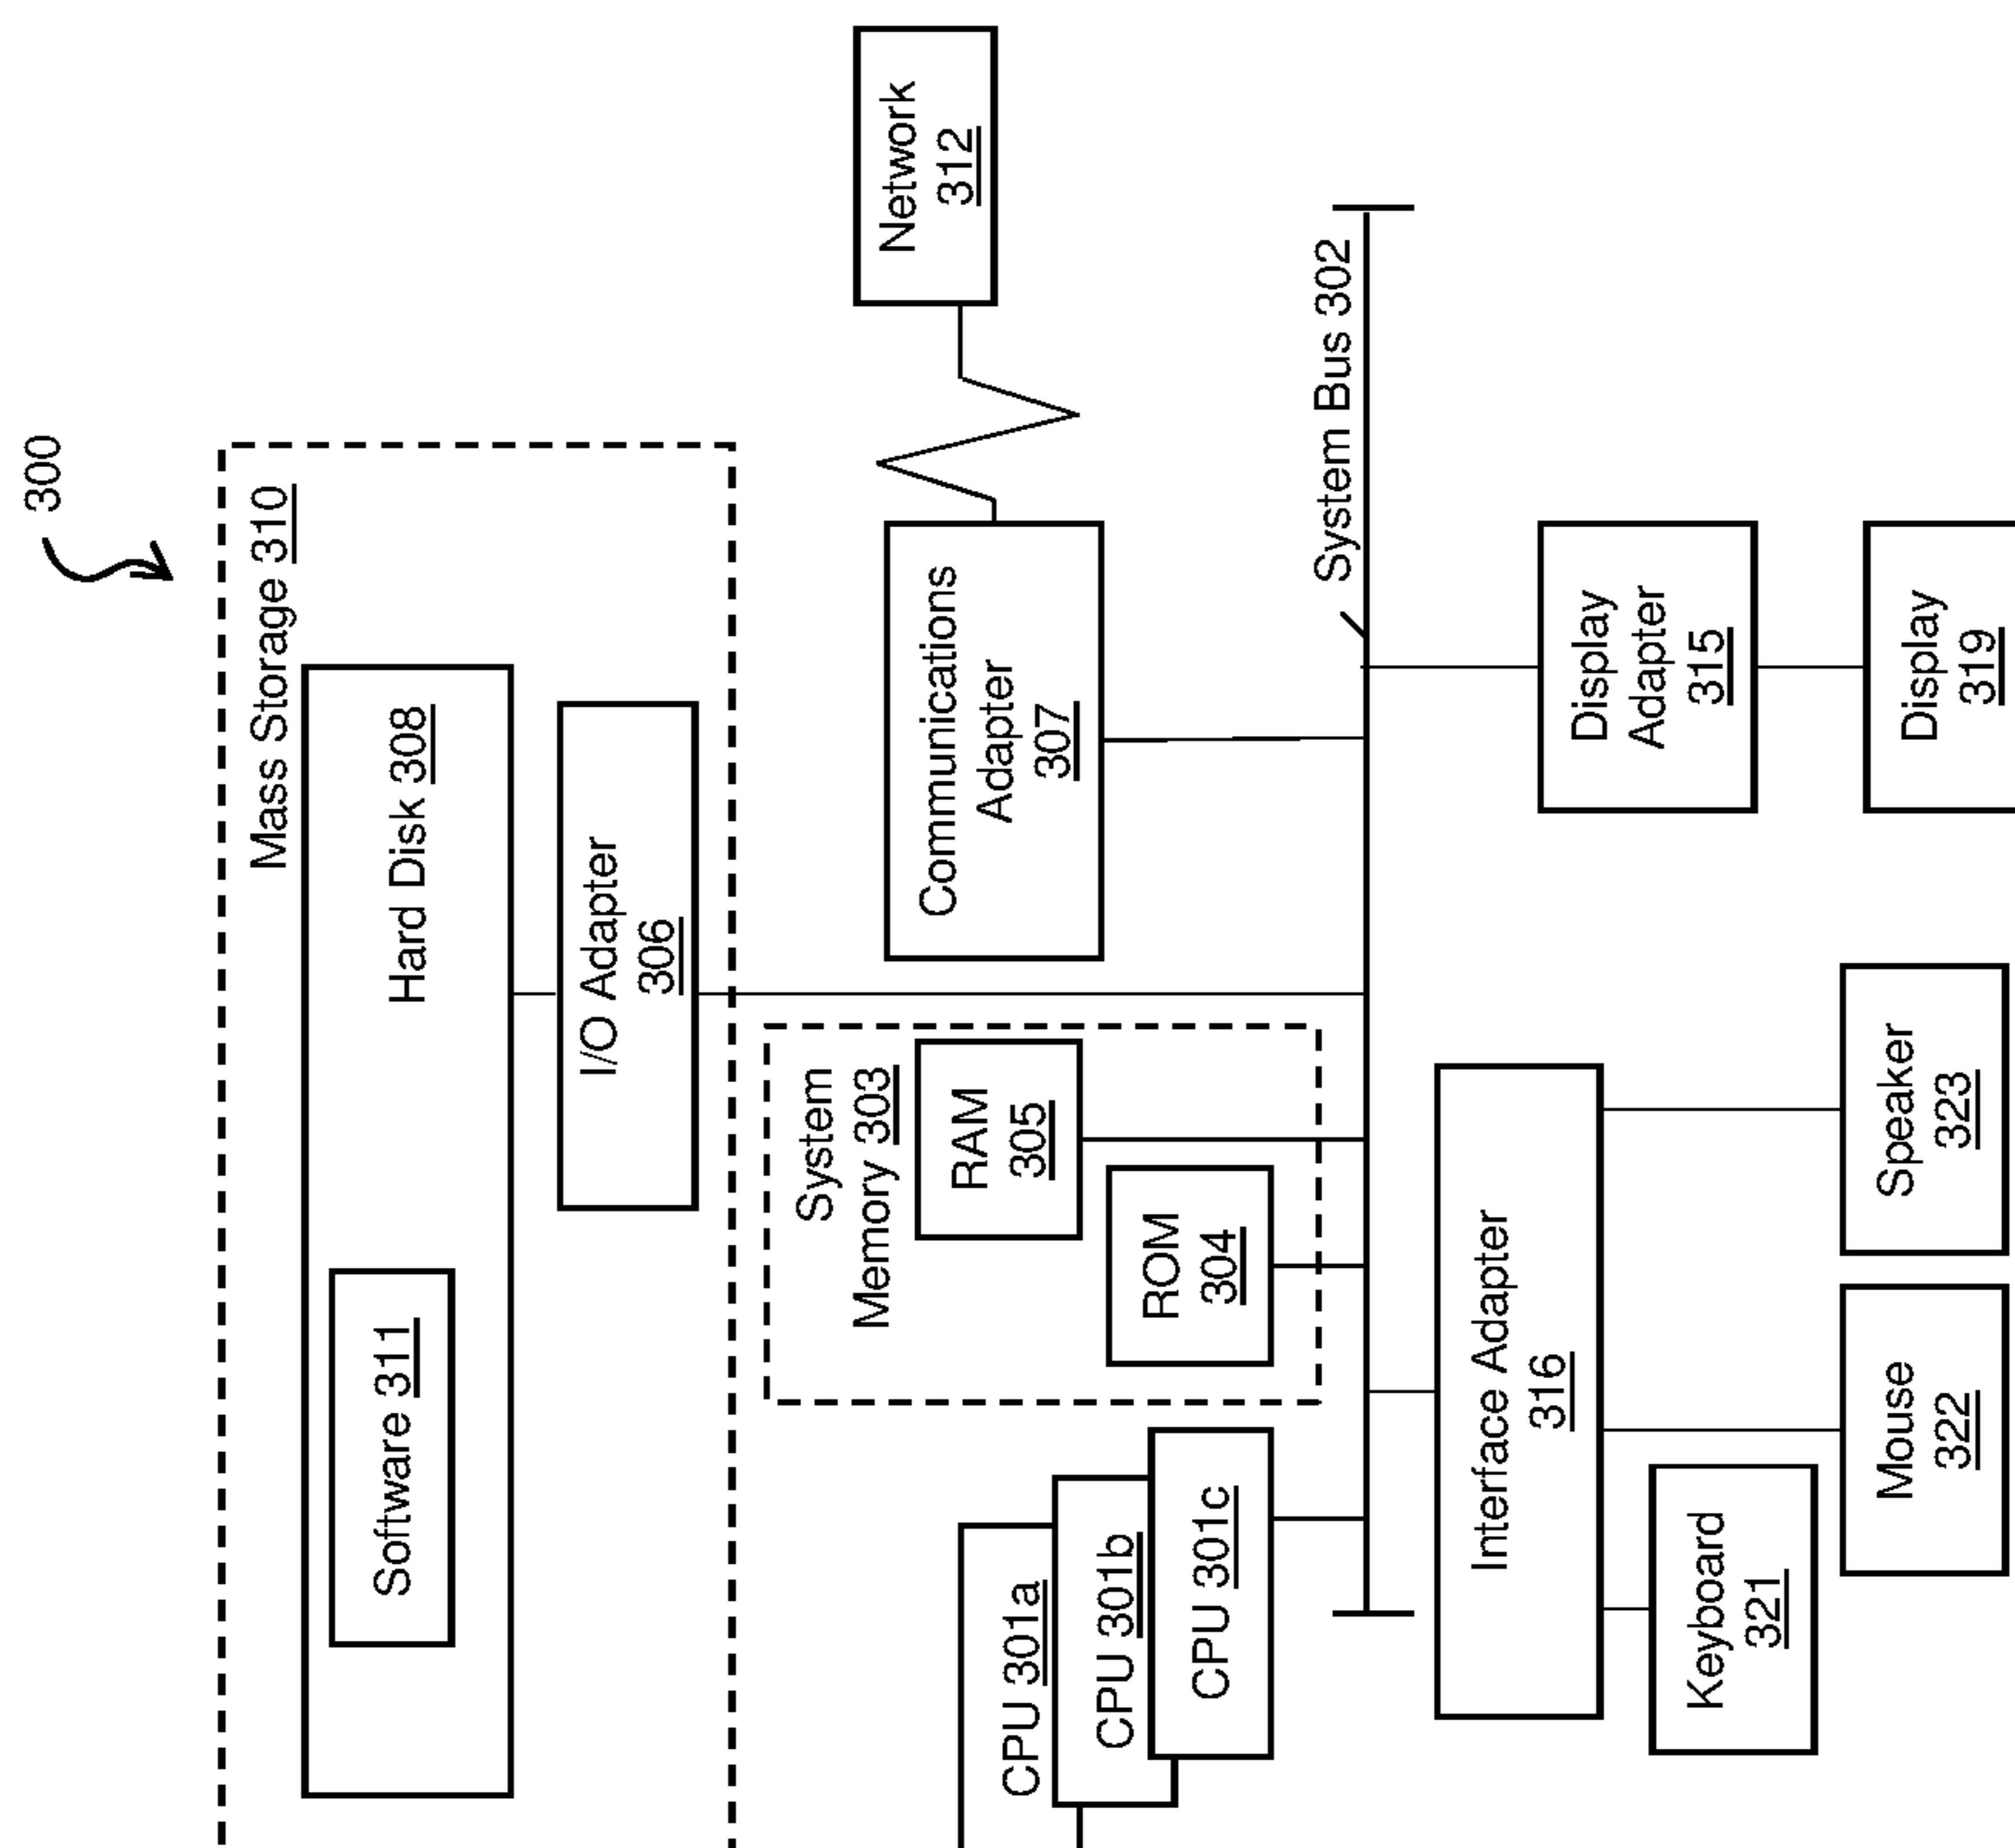 300
Mass Storage 310
Hard Disk 308
Software 311
I/O Adapter
306
Network
312
Communications
Adapter
307
System
Memory 303
RAM
305
ROM
304
CPU 301a
CPU 301b
CPU 301c
System Bus 302
Interface Adapter
316
Display
Adapter
315
Keyboard
321
Mouse
322
Speaker
323
Display
319